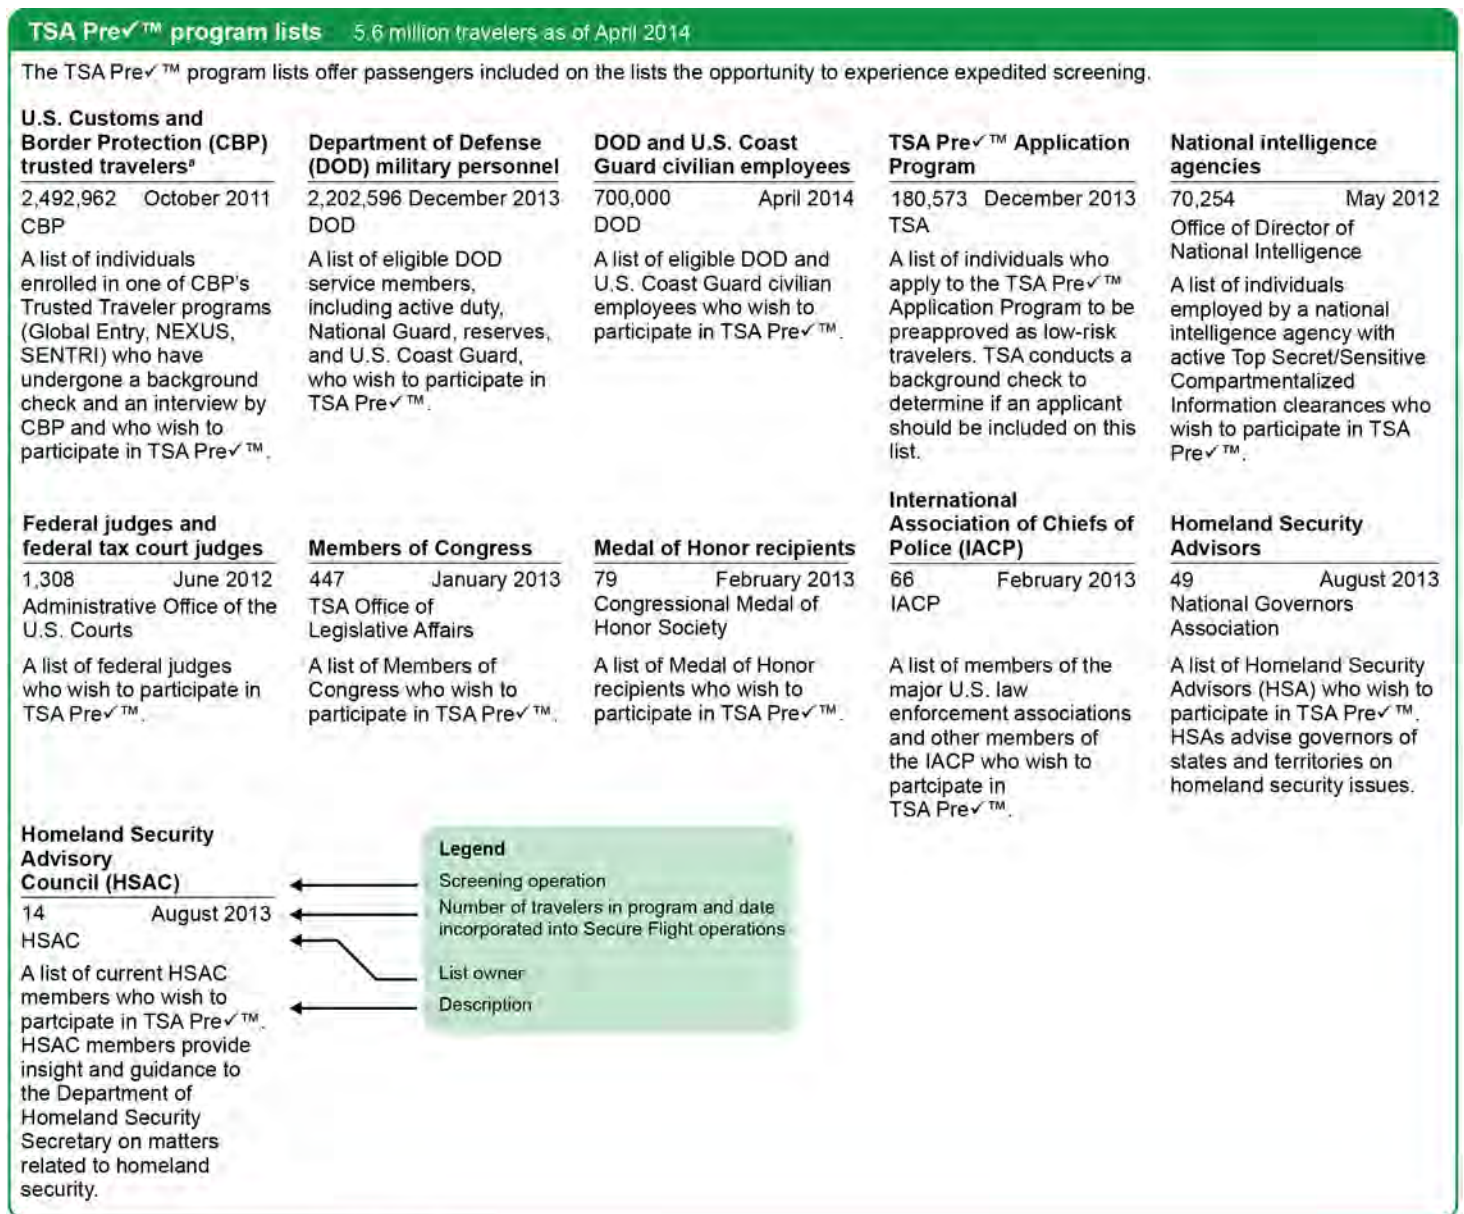 TSA Pre✓™ program lists 5.6 million travelers as of April 2014
The TSA Pre✓™ program lists offer passengers included on the lists the opportunity to experience expedited screening.
U.S. Customs and
Border Protection (CBP)
trusted travelersª
2,492,962 October 2011
CBP
A list of individuals
enrolled in one of CBP's
Trusted Traveler programs
(Global Entry, NEXUS,
SENTRI) who have
undergone a background
check and an interview by
CBP and who wish to
participate in TSA Pre✓™.
Department of Defense
(DOD) military personnel
2,202,596 December 2013
DOD
A list of eligible DOD
service members,
including active duty,
National Guard, reserves,
and U.S. Coast Guard,
who wish to participate in
TSA Pre✓™.
DOD and U.S. Coast
Guard civilian employees
700,000 April 2014
DOD
A list of eligible DOD and
U.S. Coast Guard civilian
employees who wish to
participate in TSA Pre✓™.
TSA Pre✓™ Application
Program
180,573 December 2013
TSA
A list of individuals who
apply to the TSA Pre✓™
Application Program to be
preapproved as low-risk
travelers. TSA conducts a
background check to
determine if an applicant
should be included on this
list.
National intelligence
agencies
70,254 May 2012
Office of Director of
National Intelligence
A list of individuals
employed by a national
intelligence agency with
active Top Secret/Sensitive
Compartmentalized
Information clearances who
wish to participate in TSA
Pre✓™.
Federal judges and
federal tax court judges
1,308 June 2012
Administrative Office of the
U.S. Courts
A list of federal judges
who wish to participate in
TSA Pre✓™.
Members of Congress
447 January 2013
TSA Office of
Legislative Affairs
A list of Members of
Congress who wish to
participate in TSA Pre✓™.
Medal of Honor recipients
79 February 2013
Congressional Medal of
Honor Society
A list of Medal of Honor
recipients who wish to
participate in TSA Pre✓™.
International
Association of Chiefs of
Police (IACP)
66 February 2013
IACP
A list of members of the
major U.S. law
enforcement associations
and other members of
the IACP who wish to
partcipate in
TSA Pre✓™.
Homeland Security
Advisors
49 August 2013
National Governors
Association
A list of Homeland Security
Advisors (HSA) who wish to
participate in TSA Pre✓™.
HSAs advise governors of
states and territories on
homeland security issues.
Homeland Security
Advisory
Council (HSAC)
14 August 2013
HSAC
A list of current HSAC
members who wish to
partcipate in TSA Pre✓™.
HSAC members provide
insight and guidance to
the Department of
Homeland Security
Secretary on matters
related to homeland
security.
Legend
Screening operation
Number of travelers in program and date
incorporated into Secure Flight operations
List owner
Description